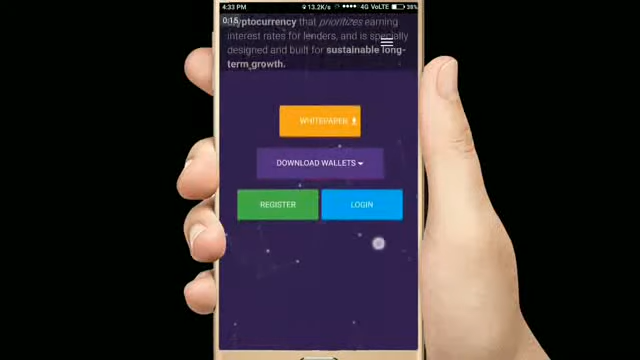 4:33 PM 13.2K/s 4G VoLTE 38%
0:15
cryptocurrency that prioritizes earning
interest rates for lenders, and is specially
designed and built for sustainable long-
term growth.
WHITEPAPER
DOWNLOAD WALLETS
REGISTER LOGIN